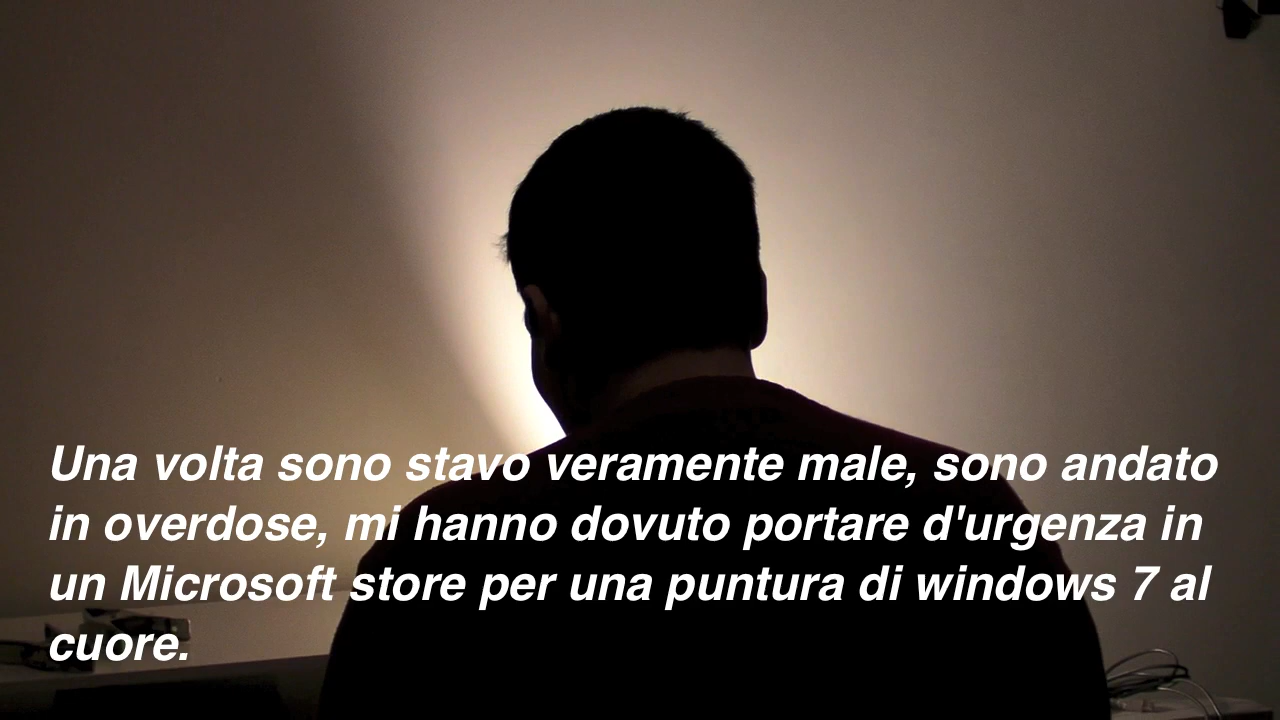 Una volta sono stavo veramente male, sono andato
in overdose, mi hanno dovuto portare d'urgenza in
un Microsoft store per una puntura di windows 7 al
cuore.